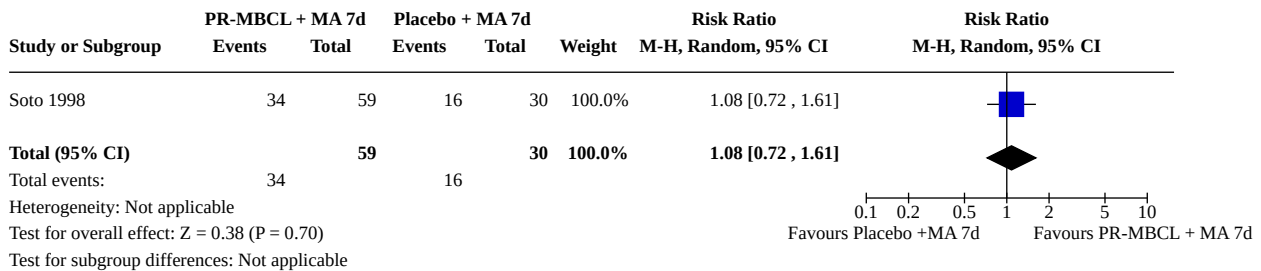 PR-MBCL + MA 7d Placebo + MA 7d Risk Ratio Risk Ratio
Study or Subgroup Events Total Events Total Weight M-H, Random, 95% CI M-H, Random, 95% CI
Soto 1998 34 59 16 30 100.0% 1.08 [0.72 , 1.61]
Total (95% CI) 59 30 100.0% 1.08 [0.72 , 1.61]
Total events: 34 16
Heterogeneity: Not applicable 0.1 0.2 0.5 1 2 5 10
Test for overall effect: Z = 0.38 (P = 0.70) Favours Placebo +MA 7d Favours PR-MBCL + MA 7d
Test for subgroup differences: Not applicable